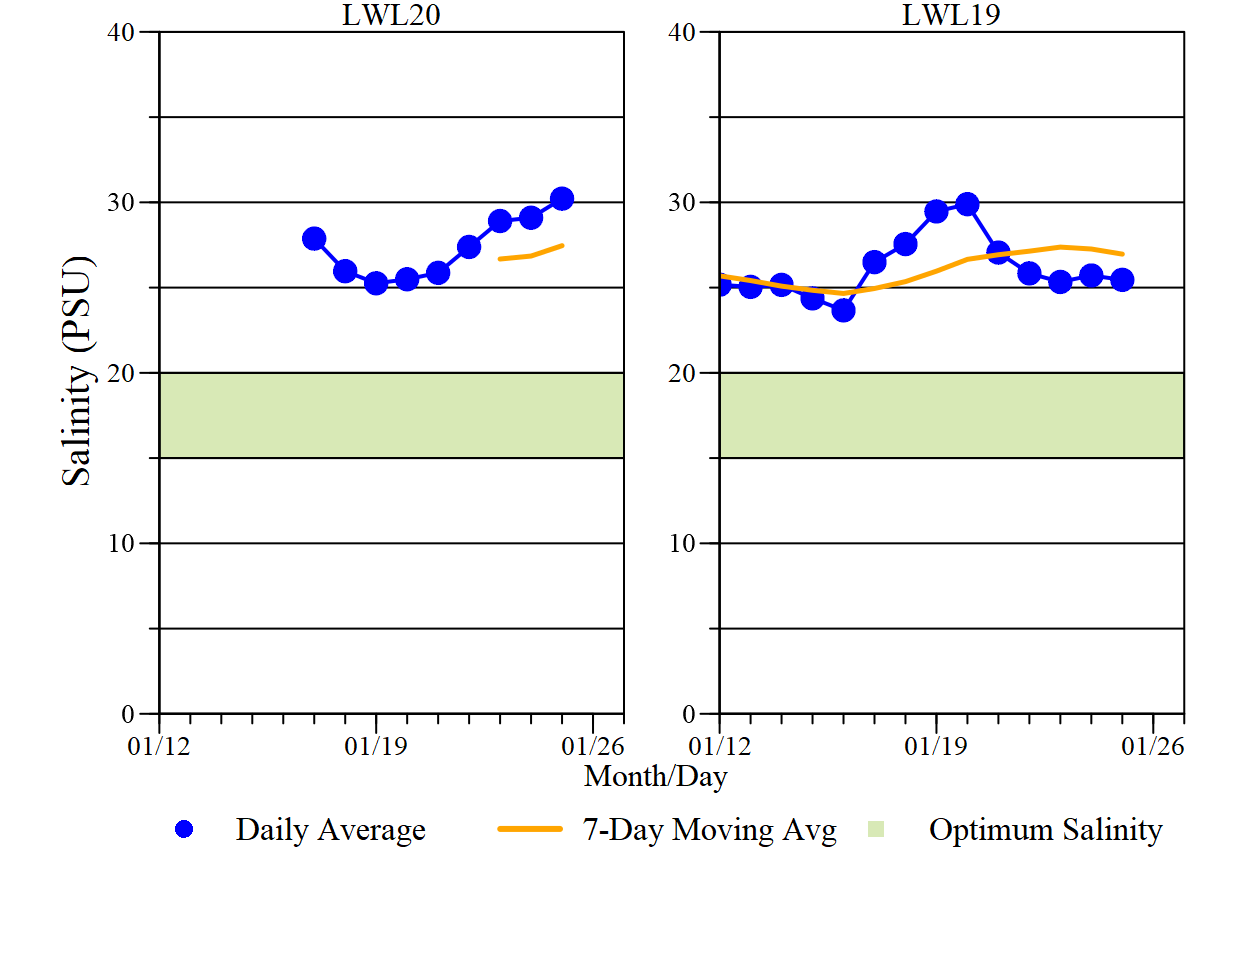 LWL20
LWL19
40
30
20
10
0
40
30
20
10
0
Salinity (PSU)
01/12
01/19
01/26
01/12
01/19
01/26
Month/Day
Daily Average
7-Day Moving Avg
Optimum Salinity